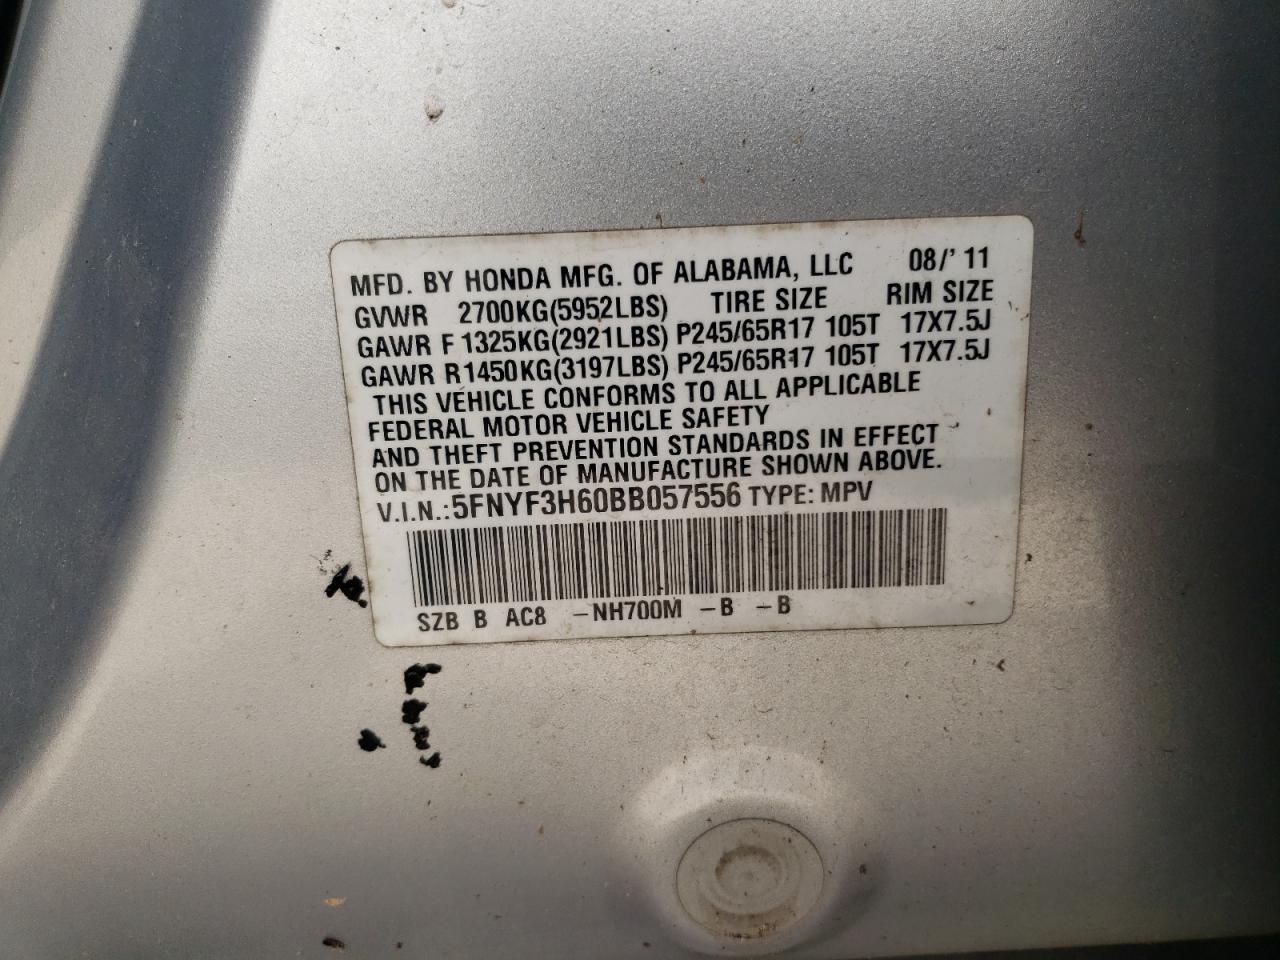 MFD. BY HONDA MFG. OF ALABAMA, LLC 08/'11
GVWR 2700KG(5952LBS) TIRE SIZE RIM SIZE
GAWR F 1325KG(2921LBS) P245/65R17 105T 17X7.5J
GAWR R1450KG(3197LBS) P245/65R17 105T 17X7.5J
THIS VEHICLE CONFORMS TO ALL APPLICABLE
FEDERAL MOTOR VEHICLE SAFETY
AND THEFT PREVENTION STANDARDS IN EFFECT
ON THE DATE OF MANUFACTURE SHOWN ABOVE.
V.I.N.:5FNYF3H60BB057556 TYPE: MPV
SZB B AC8 -NH700M -B -B